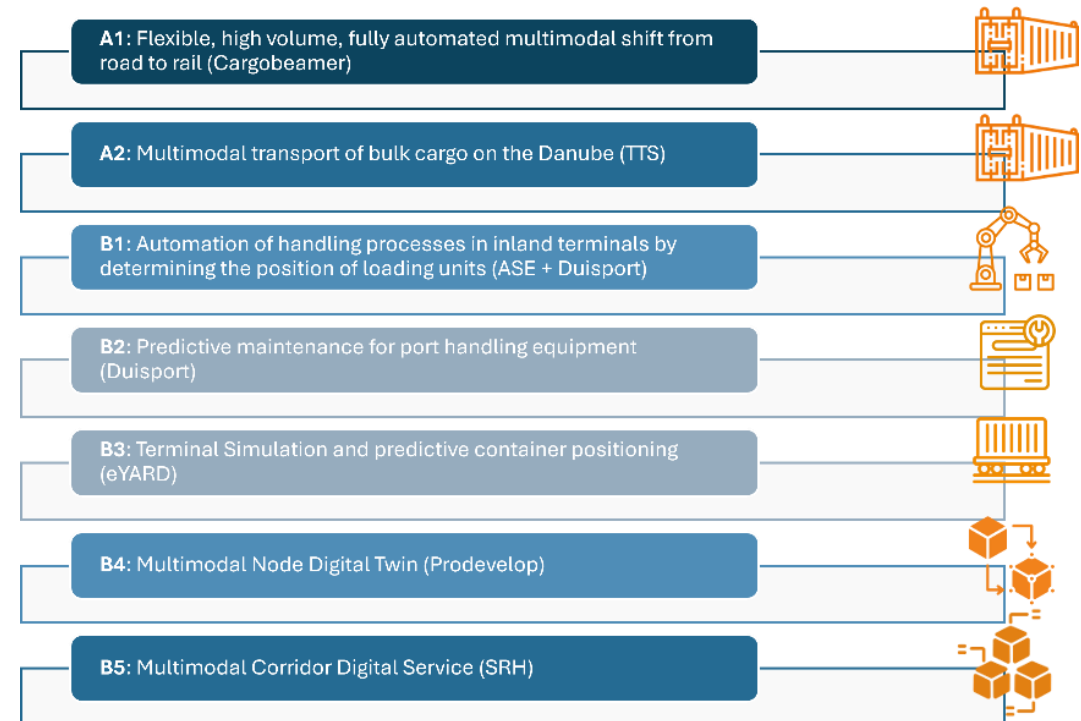 A1: Flexible, high volume, fully automated multimodal shift from
road to rail (Cargobeamer)
A2: Multimodal transport of bulk cargo on the Danube (TTS)
B1: Automation of handling processes in inland terminals by
determining the position of loading units (ASE + Duisport)
B2: Predictive maintenance for port handling equipment
(Duisport)
B3: Terminal Simulation and predictive container positioning
(eYARD)
B4: Multimodal Node Digital Twin (Prodevelop)
B5: Multimodal Corridor Digital Service (SRH)